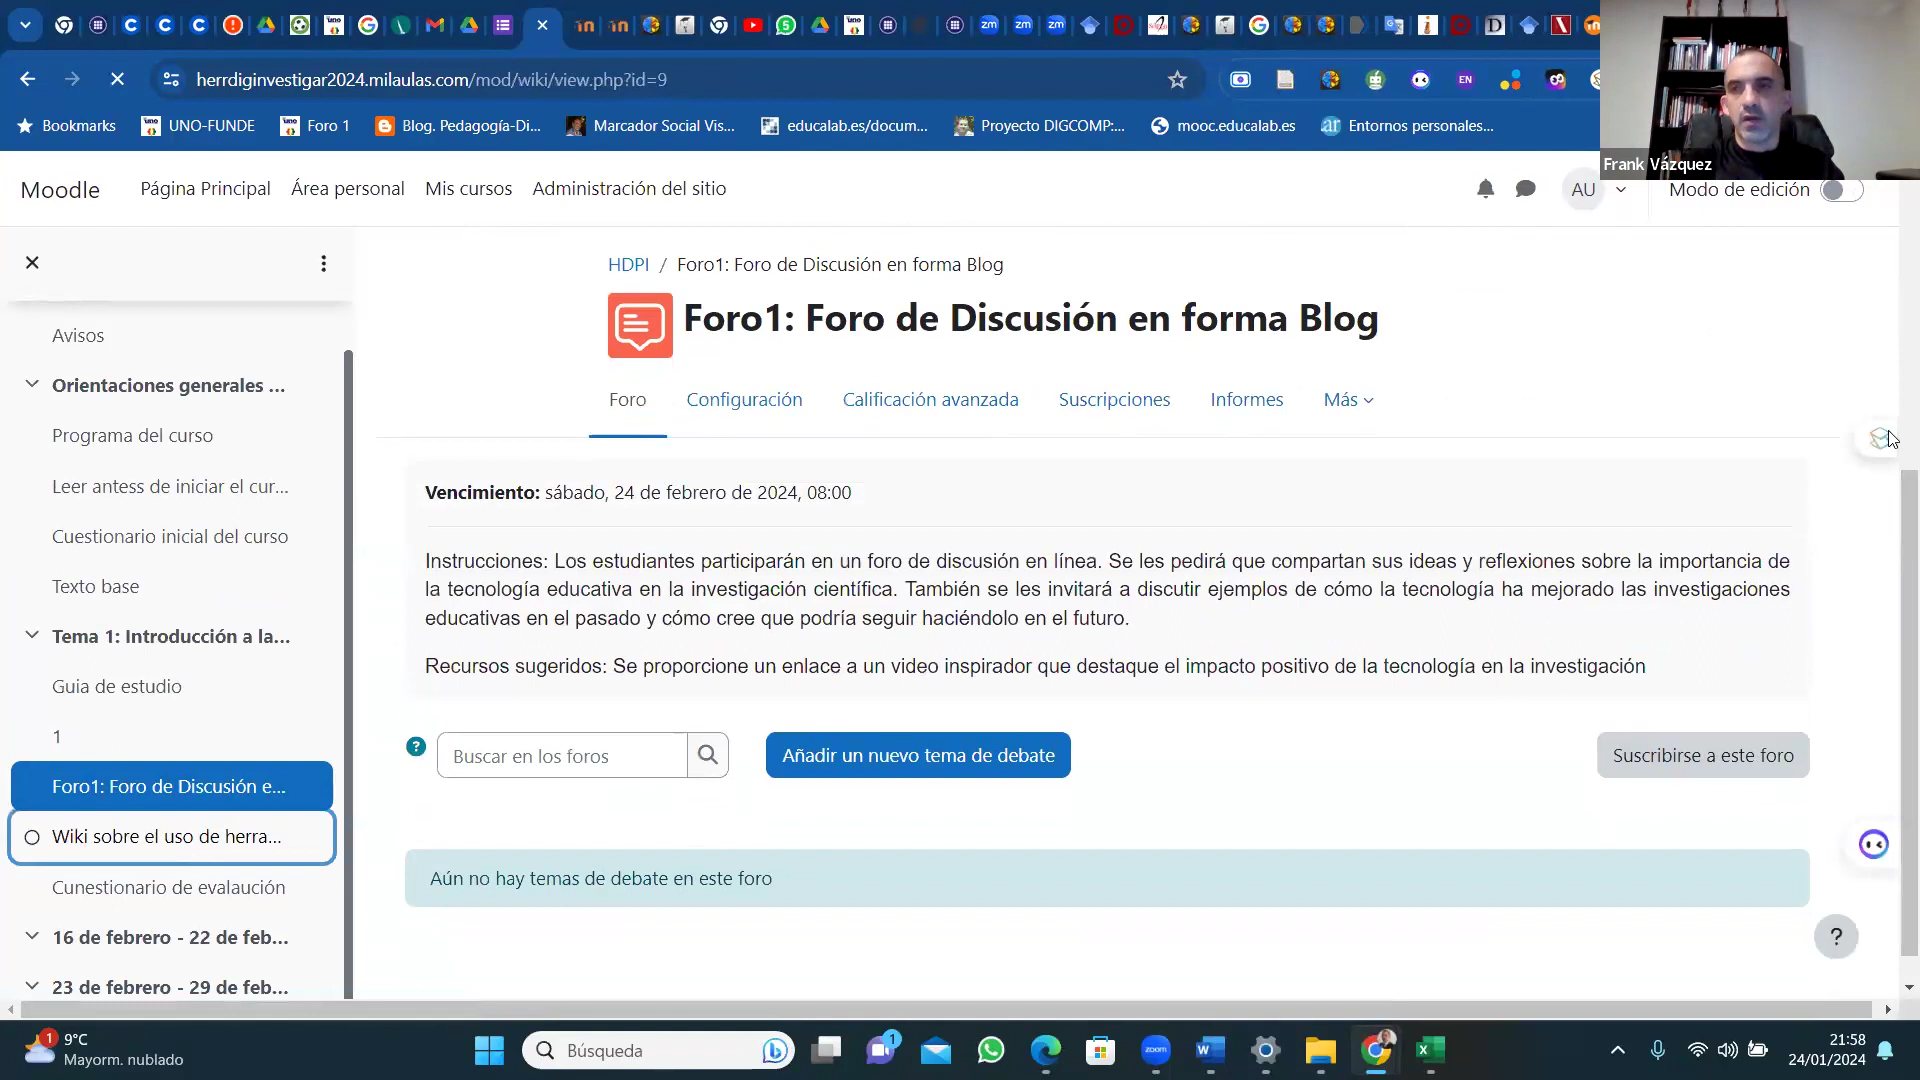 herrdiginvestigar2024.milaulas.com/mod/wiki/view.php?id=9
EN
Bookmarks
UNO-FUNDE
Foro 1
Blog. Pedagogía-Di...
Marcador Social Vis...
educalab.es/docum...
Proyecto DIGCOMP:...
mooc.educalab.es
Entornos personales...
Frank Vázquez
Moodle
Página Principal
Área personal
Mis cursos
Administración del sitio
AU
Modo de edición
HDPI / Foro1: Foro de Discusión en forma Blog
Foro1: Foro de Discusión en forma Blog
Foro
Configuración
Calificación avanzada
Suscripciones
Informes
Más
Avisos
Orientaciones generales ...
Programa del curso
Leer antess de iniciar el cur...
Cuestionario inicial del curso
Texto base
Tema 1: Introducción a la...
Guia de estudio
1
Foro1: Foro de Discusión e...
Wiki sobre el uso de herra...
Cunestionario de evalaución
16 de febrero - 22 de feb...
23 de febrero - 29 de feb...
Vencimiento: sábado, 24 de febrero de 2024, 08:00
Instrucciones: Los estudiantes participarán en un foro de discusión en línea. Se les pedirá que compartan sus ideas y reflexiones sobre la importancia de
la tecnología educativa en la investigación científica. También se les invitará a discutir ejemplos de cómo la tecnología ha mejorado las investigaciones
educativas en el pasado y cómo cree que podría seguir haciéndolo en el futuro.
Recursos sugeridos: Se proporcione un enlace a un video inspirador que destaque el impacto positivo de la tecnología en la investigación
Buscar en los foros
Añadir un nuevo tema de debate
Suscribirse a este foro
Aún no hay temas de debate en este foro
?
1
9°C
Mayorm. nublado
Búsqueda
1
zoom
21:58
24/01/2024